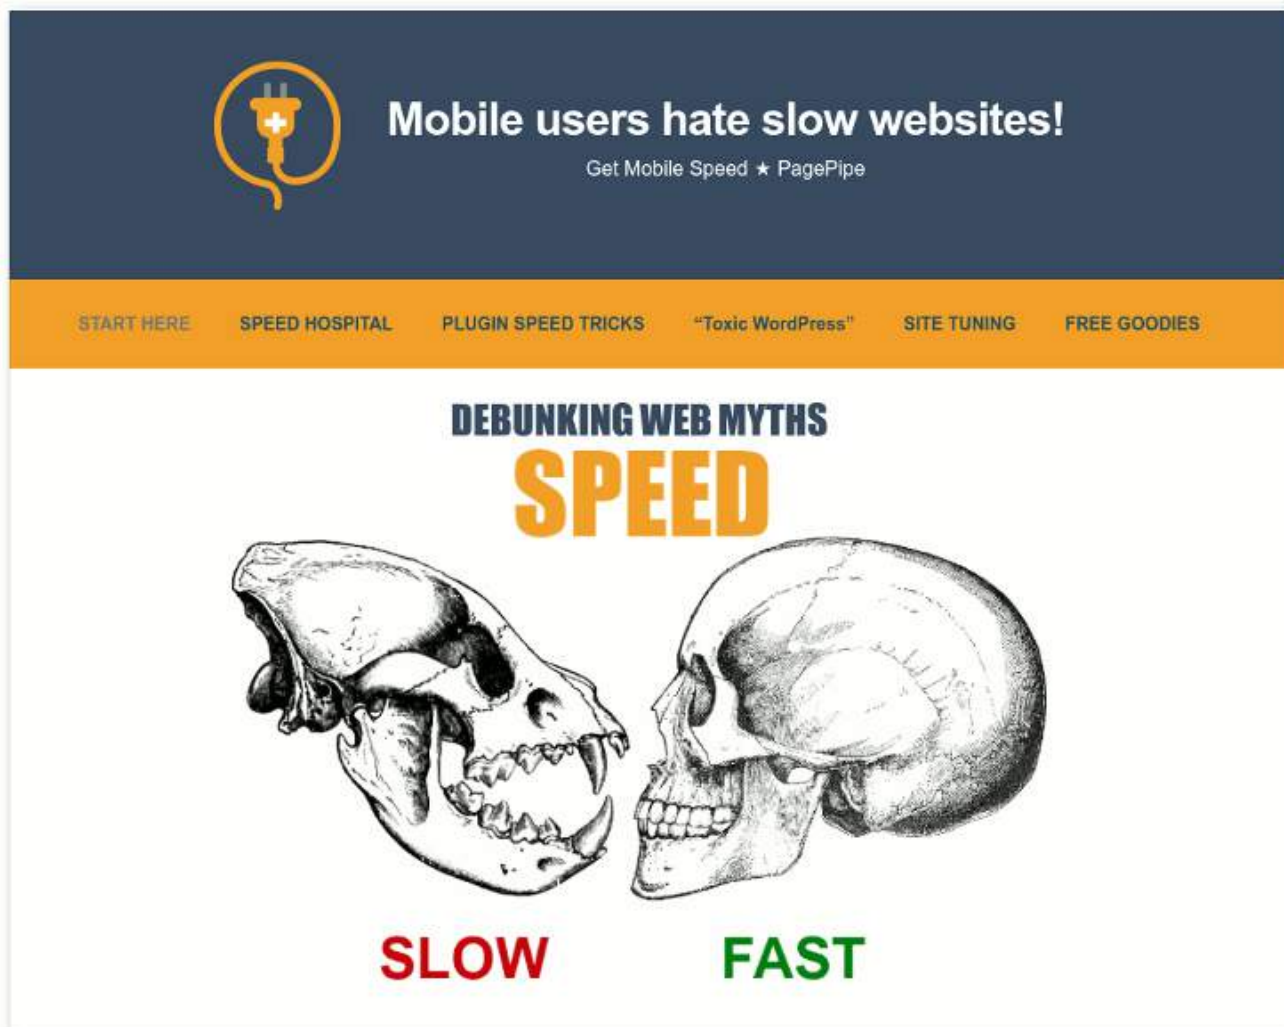 Mobile users hate slow websites!
Get Mobile Speed ★ PagePipe
START HERE SPEED HOSPITAL PLUGIN SPEED TRICKS “Toxic WordPress” SITE TUNING FREE GOODIES
DEBUNKING WEB MYTHS
SPEED
SLOW FAST